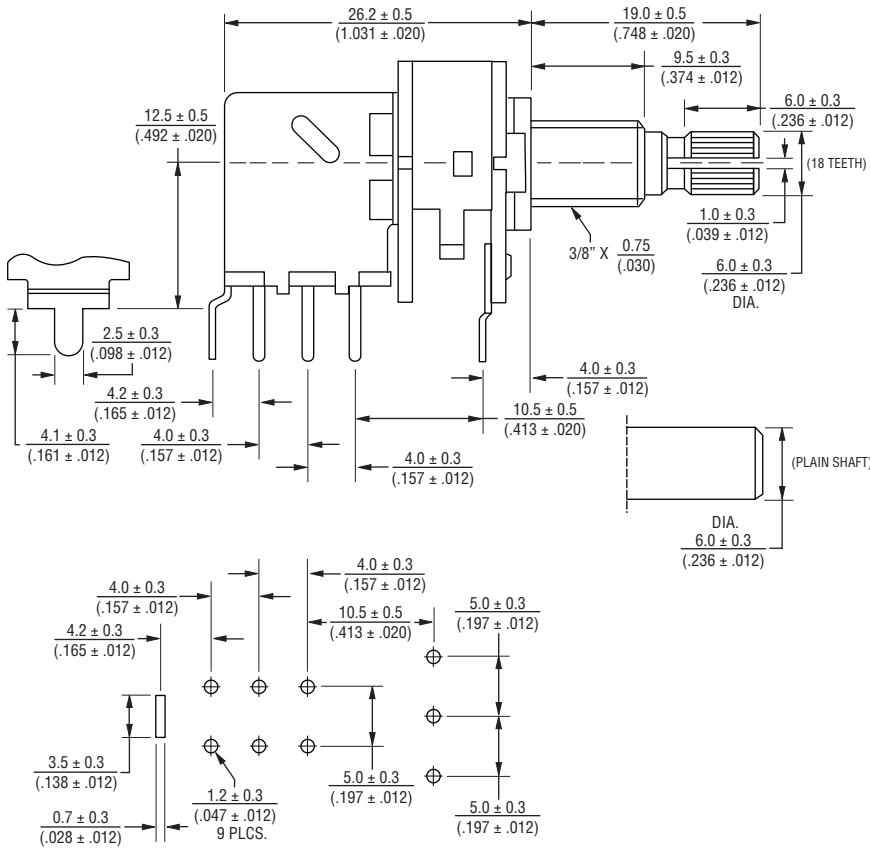 26.2 ± 0.5
(1.031 ± .020)
19.0 ± 0.5
(.748 ± .020)
9.5 ± 0.3
(.374 ± .012)
6.0 ± 0.3
(.236 ± .012)
12.5 ± 0.5
(.492 ± .020)
(18 TEETH)
1.0 ± 0.3
(.039 ± .012)
3/8" X 0.75
(.030)
6.0 ± 0.3
(.236 ± .012)
DIA.
2.5 ± 0.3
(.098 ± .012)
4.2 ± 0.3
(.165 ± .012)
4.0 ± 0.3
(.157 ± .012)
10.5 ± 0.5
(.413 ± .020)
4.1 ± 0.3
(.161 ± .012)
4.0 ± 0.3
(.157 ± .012)
4.0 ± 0.3
(.157 ± .012)
(PLAIN SHAFT)
DIA.
6.0 ± 0.3
(.236 ± .012)
4.0 ± 0.3
(.157 ± .012)
4.0 ± 0.3
(.157 ± .012)
10.5 ± 0.5
(.413 ± .020)
5.0 ± 0.3
(.197 ± .012)
4.2 ± 0.3
(.165 ± .012)
3.5 ± 0.3
(.138 ± .012)
5.0 ± 0.3
(.197 ± .012)
5.0 ± 0.3
(.197 ± .012)
1.2 ± 0.3
(.047 ± .012)
9 PLCS.
0.7 ± 0.3
(.028 ± .012)